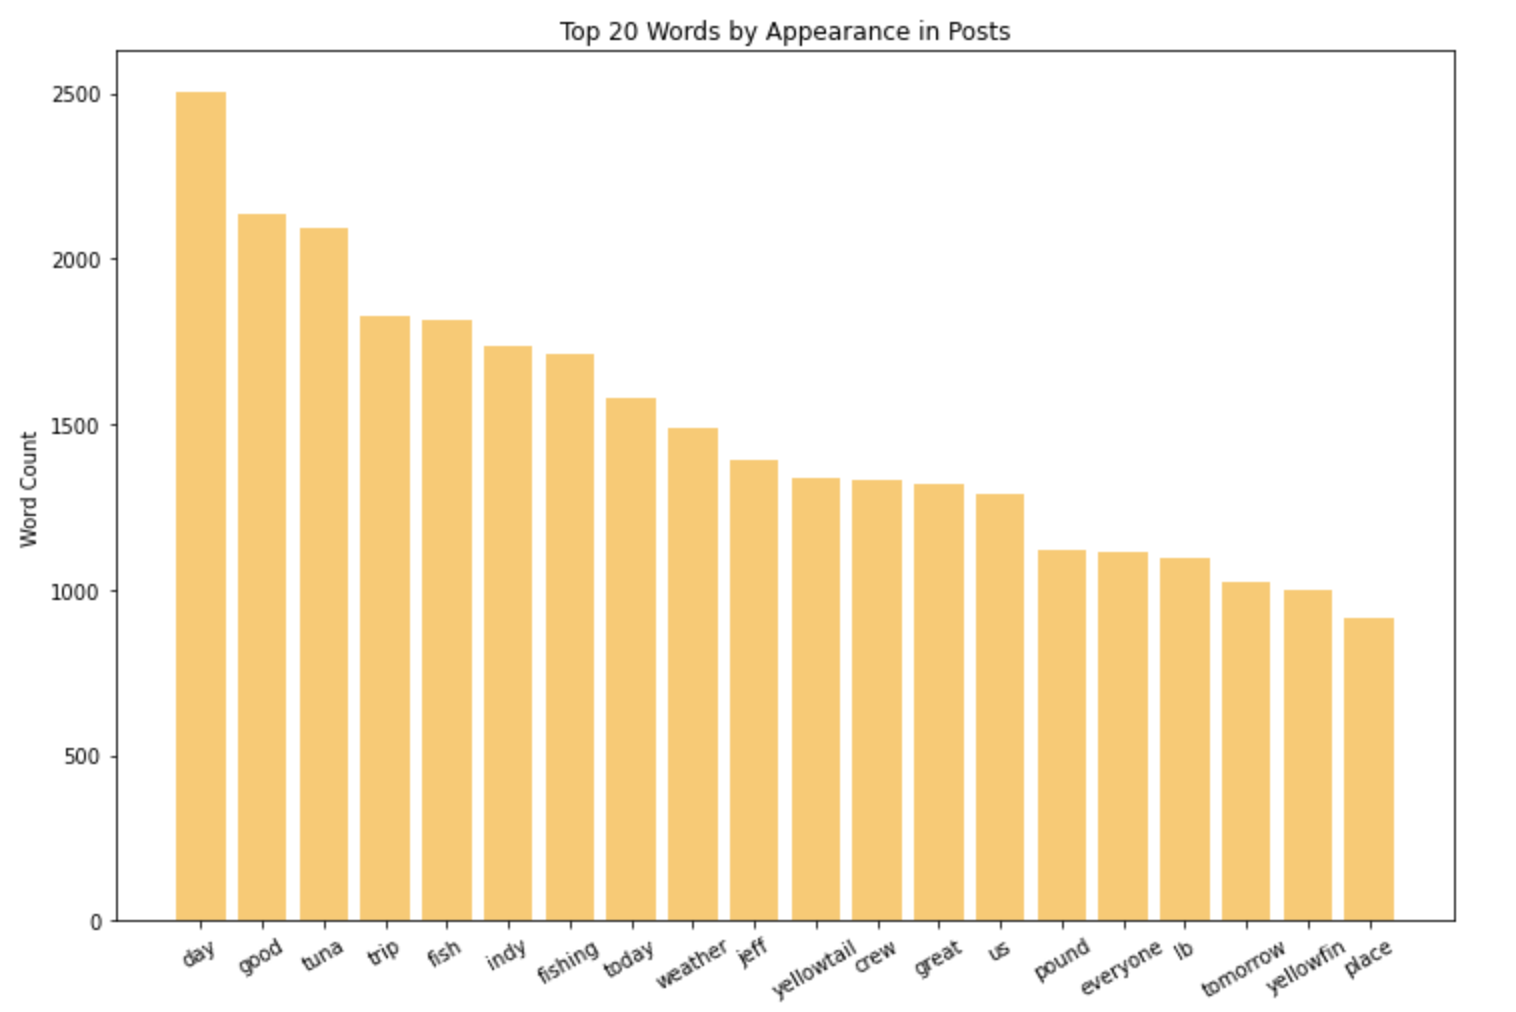 Top 20 Words by Appearance in Posts
Word Count
2500
2000
1500
1000
500
0
day good tuna trip fish indy fishing today weather jeff yellowtail crew great us pound everyone lb tomorrow yellowfin place